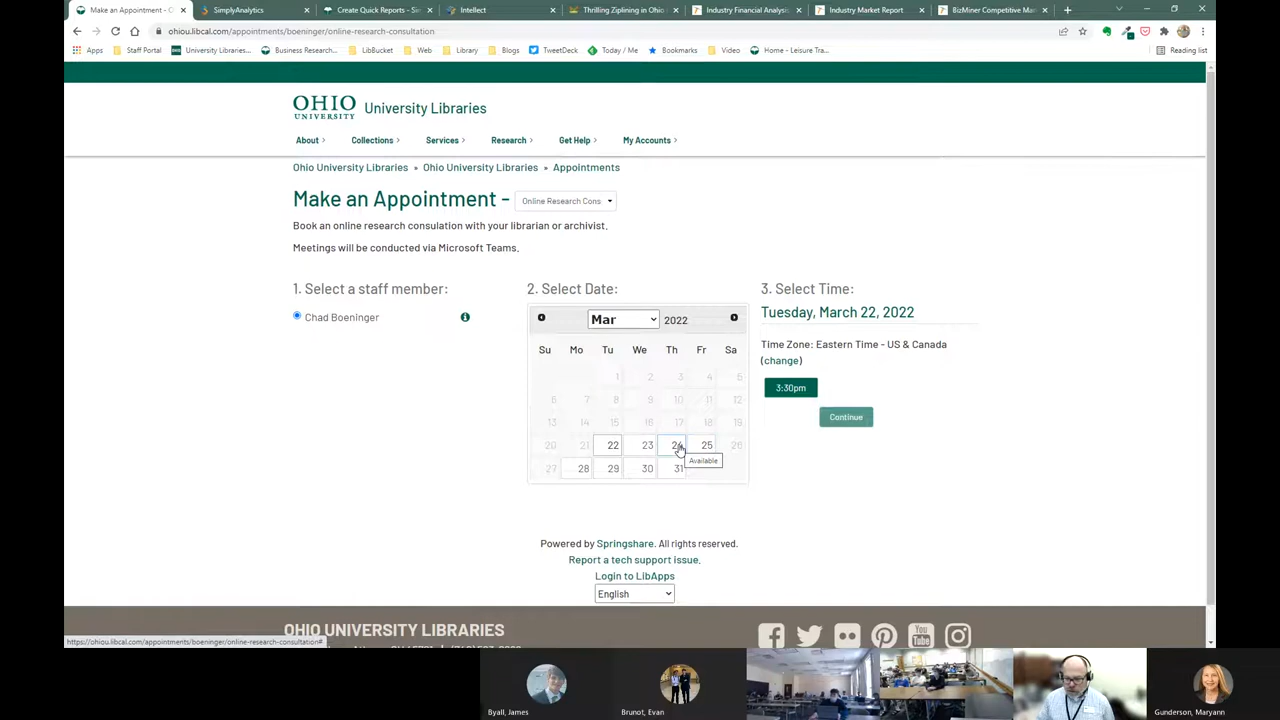 Make an Appointment - O
SimplyAnalytics
Create Quick Reports - Sim
Intellect
Thrilling Ziplining in Ohio
Industry Financial Analysis
Industry Market Report
BizMiner Competitive Mar
ohiou.libcal.com/appointments/boeninger/online-research-consultation
Apps
Staff Portal
University Libraries...
Business Research...
LibBucket
Web
Library
Blogs
TweetDeck
Today / Me
Bookmarks
Video
Home - Leisure Tra...
Reading list
OHIO UNIVERSITY
University Libraries
About
Collections
Services
Research
Get Help
My Accounts
Ohio University Libraries » Ohio University Libraries » Appointments
Make an Appointment -
Online Research Cons
Book an online research consulation with your librarian or archivist.
Meetings will be conducted via Microsoft Teams.
1. Select a staff member:
Chad Boeninger
2. Select Date:
Mar 2022
Su Mo Tu We Th Fr Sa
1 2 3 4 5
6 7 8 9 10 11 12
13 14 15 16 17 18 19
20 21 22 23 24 25 26
27 28 29 30 31
Available
3. Select Time:
Tuesday, March 22, 2022
Time Zone: Eastern Time - US & Canada
(change)
3:30pm
Continue
Powered by Springshare. All rights reserved.
Report a tech support issue.
Login to LibApps
English
OHIO UNIVERSITY LIBRARIES
You Tube
https://ohiou.libcal.com/appointments/boeninger/online-research-consultation#
Byall, James
Brunot, Evan
Gunderson, Maryann